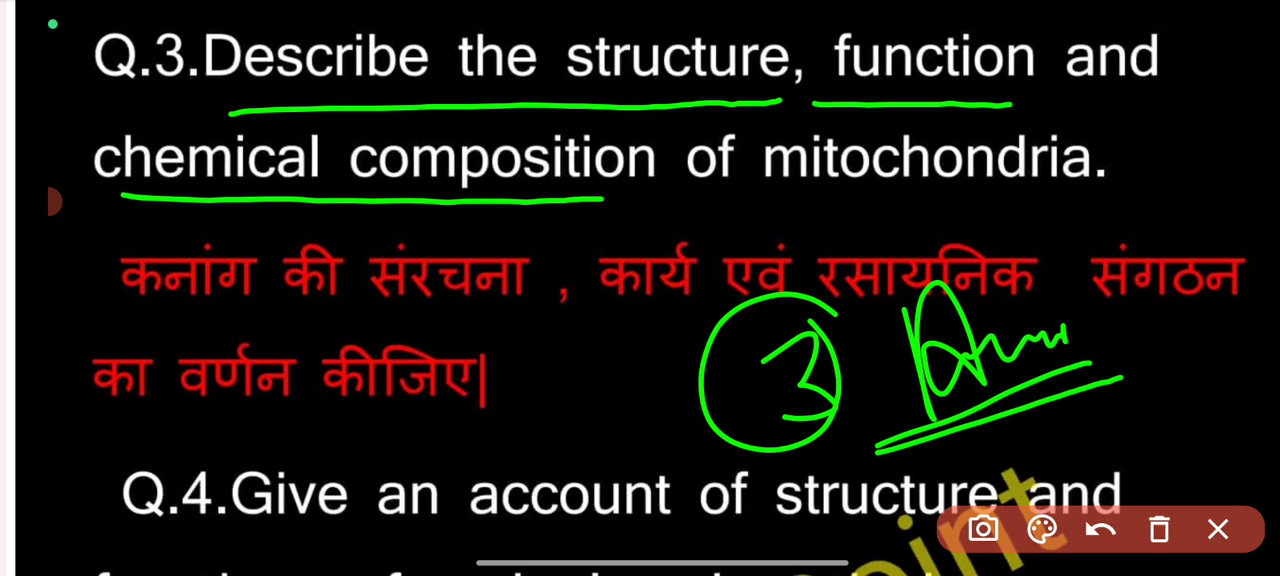 Q.3.Describe the structure, function and
chemical composition of mitochondria.
कनांग की संरचना , कार्य एवं रसायनिक संगठन
का वर्णन कीजिए|
3
Q.4.Give an account of structure and